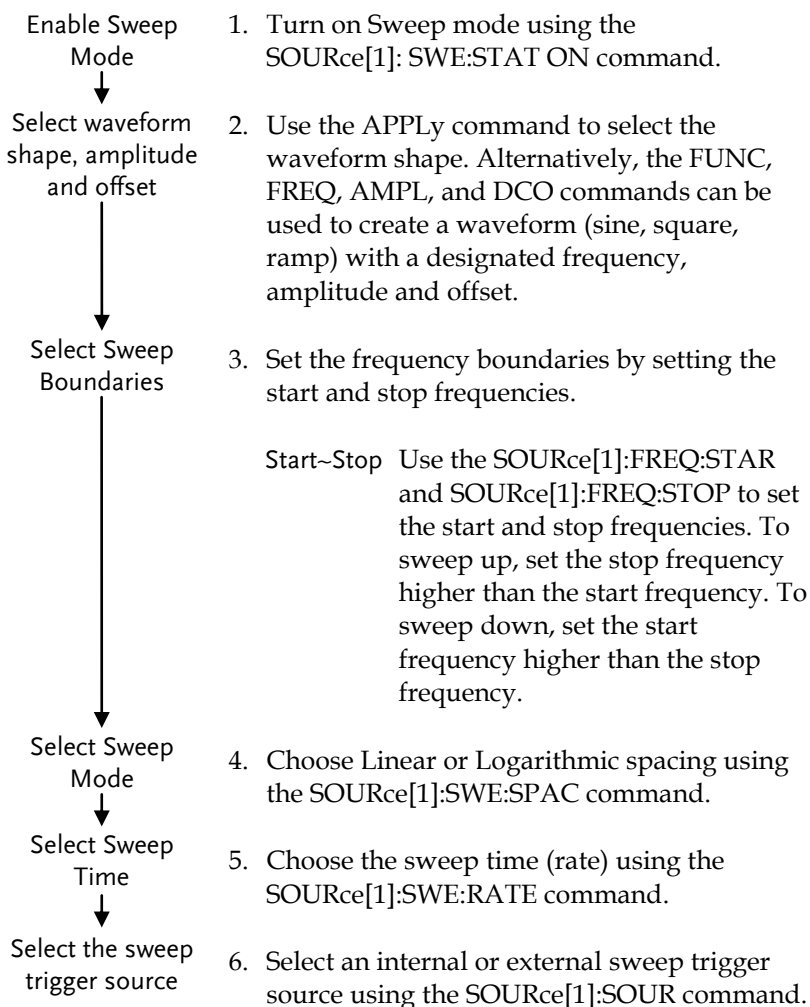 Enable Sweep
Mode
1. Turn on Sweep mode using the
SOURce[1]: SWE:STAT ON command.
Select waveform
shape, amplitude
and offset
2. Use the APPLy command to select the
waveform shape. Alternatively, the FUNC,
FREQ, AMPL, and DCO commands can be
used to create a waveform (sine, square,
ramp) with a designated frequency,
amplitude and offset.
Select Sweep
Boundaries
3. Set the frequency boundaries by setting the
start and stop frequencies.
Start~Stop Use the SOURce[1]:FREQ:STAR
and SOURce[1]:FREQ:STOP to set
the start and stop frequencies. To
sweep up, set the stop frequency
higher than the start frequency. To
sweep down, set the start
frequency higher than the stop
frequency.
Select Sweep
Mode
4. Choose Linear or Logarithmic spacing using
the SOURce[1]:SWE:SPAC command.
Select Sweep
Time
5. Choose the sweep time (rate) using the
SOURce[1]:SWE:RATE command.
Select the sweep
trigger source
6. Select an internal or external sweep trigger
source using the SOURce[1]:SOUR command.